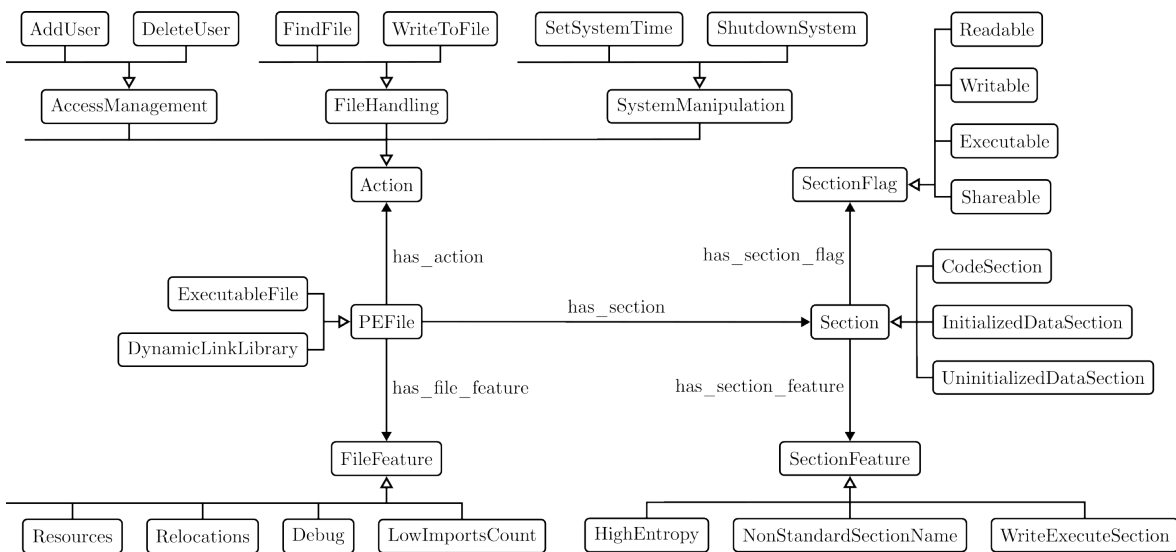 AddUser
DeleteUser
FindFile
WriteToFile
SetSystemTime
ShutdownSystem
Readable
Writable
Executable
Shareable
AccessManagement
FileHandling
SystemManipulation
Action
SectionFlag
has_action
has_section_flag
ExecutableFile
DynamicLinkLibrary
PEFile
has_section
Section
CodeSection
InitializedDataSection
UninitializedDataSection
has_file_feature
has_section_feature
FileFeature
SectionFeature
Resources
Relocations
Debug
LowImportsCount
HighEntropy
NonStandardSectionName
WriteExecuteSection